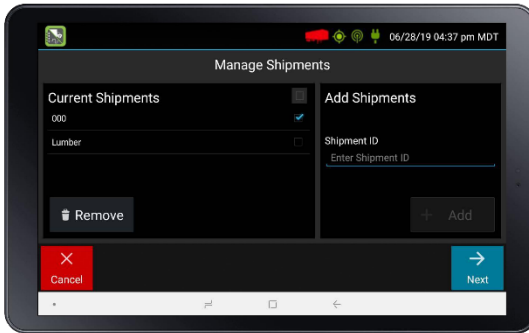 06/28/19 04:37 pm MDT
Manage Shipments
Current Shipments
000
Lumber
Remove
Add Shipments
Shipment ID
Enter Shipment ID
+ Add
Cancel
Next